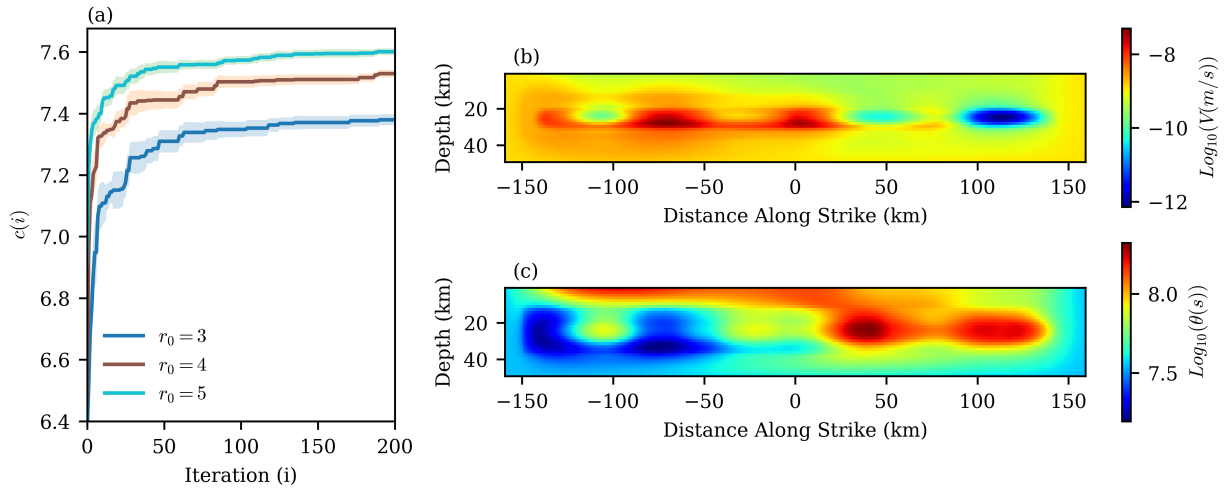 (a)
7.6
7.4
7.2
7.0
6.8
6.6
6.4
c(i)
r₀ = 3
r₀ = 4
r₀ = 5
0 50 100 150 200
Iteration (i)
(b)
Depth (km)
20
40
−150 −100 −50 0 50 100 150
Distance Along Strike (km)
−8
−10
−12
Log₁₀(V(m/s))
(c)
Depth (km)
20
40
−150 −100 −50 0 50 100 150
Distance Along Strike (km)
8.0
7.5
Log₁₀(θ(s))